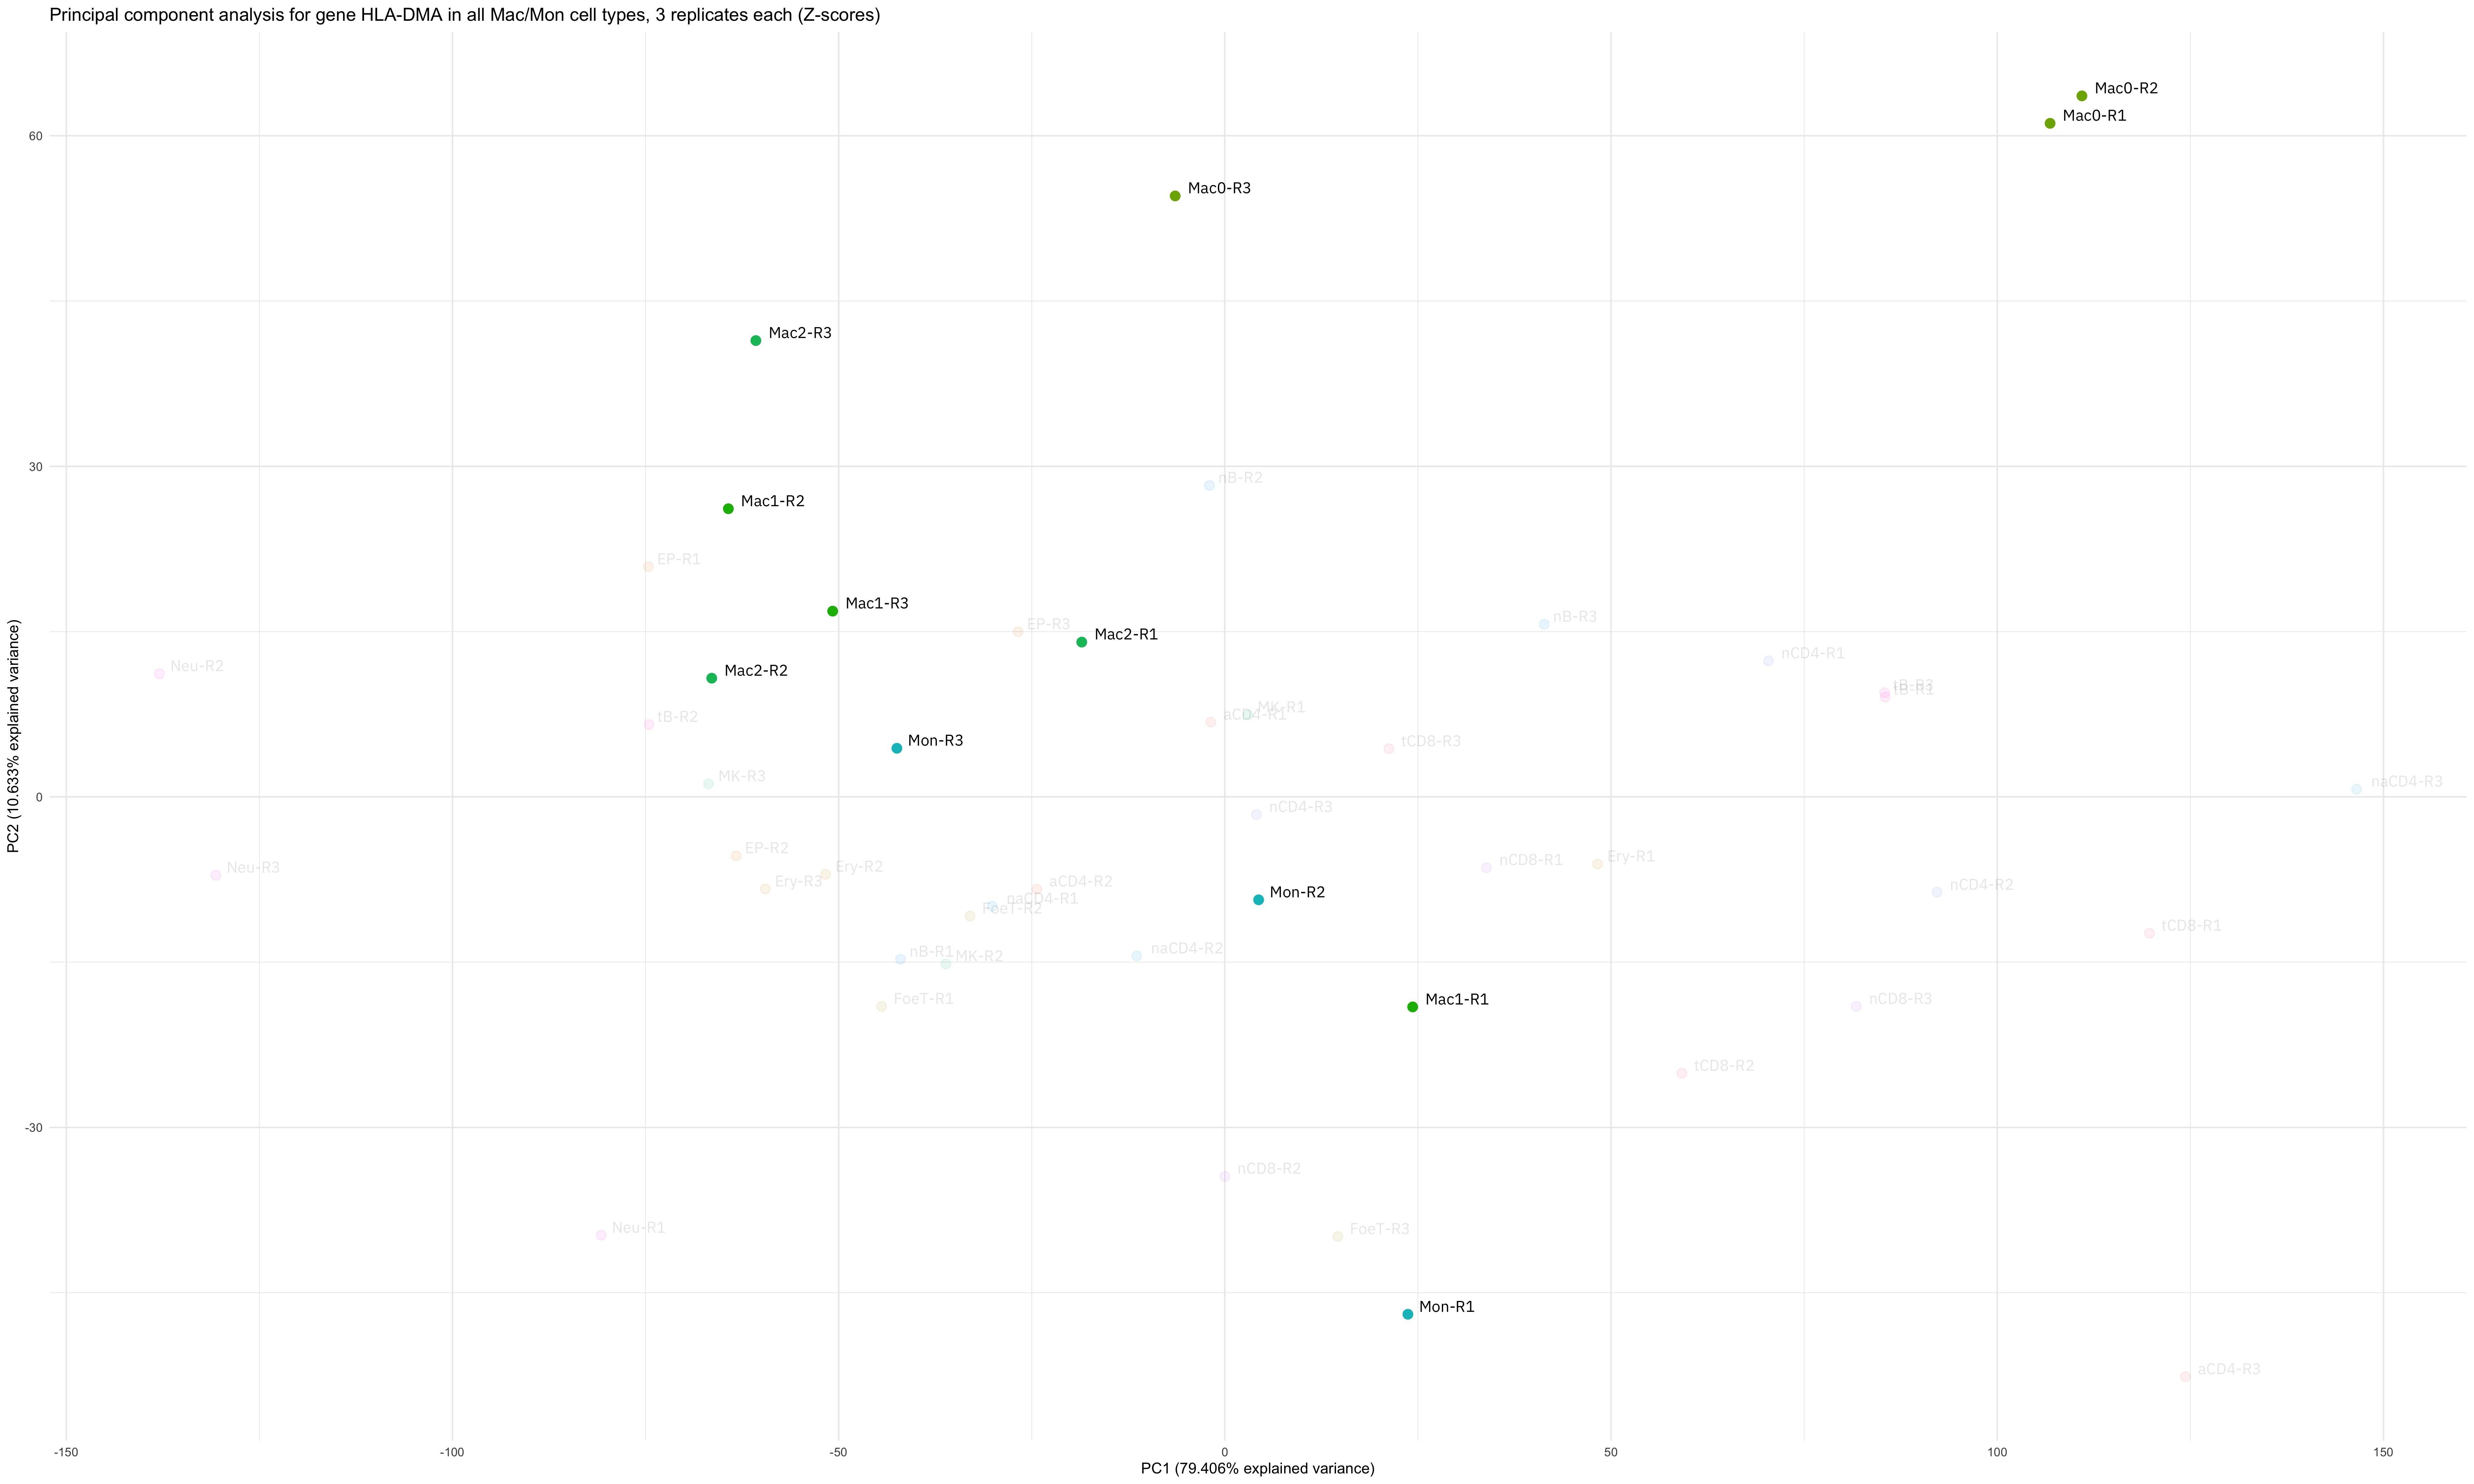 Principal component analysis for gene HLA-DMA in all Mac/Mon cell types, 3 replicates each (Z-scores)
Mac0-R2
Mac0-R1
60
Mac0-R3
Mac2-R3
30
nB-R2
Mac1-R2
EP-R1
Mac1-R3
nB-R3
EP-R3
Mac2-R1
nCD4-R1
Neu-R2
Mac2-R2
tB-R3
tB-R1
MK-R1
aCD4-R1
tB-R2
Mon-R3
tCD8-R3
0
MK-R3
naCD4-R3
nCD4-R3
EP-R2
Ery-R1
nCD8-R1
Neu-R3
Ery-R2
Ery-R3
aCD4-R2
nCD4-R2
Mon-R2
naCD4-R1
FoeT-R2
tCD8-R1
naCD4-R2
nB-R1
MK-R2
FoeT-R1
Mac1-R1
nCD8-R3
tCD8-R2
-30
nCD8-R2
Neu-R1
FoeT-R3
Mon-R1
aCD4-R3
PC2 (10.633% explained variance)
-150
-100
-50
0
50
100
150
PC1 (79.406% explained variance)